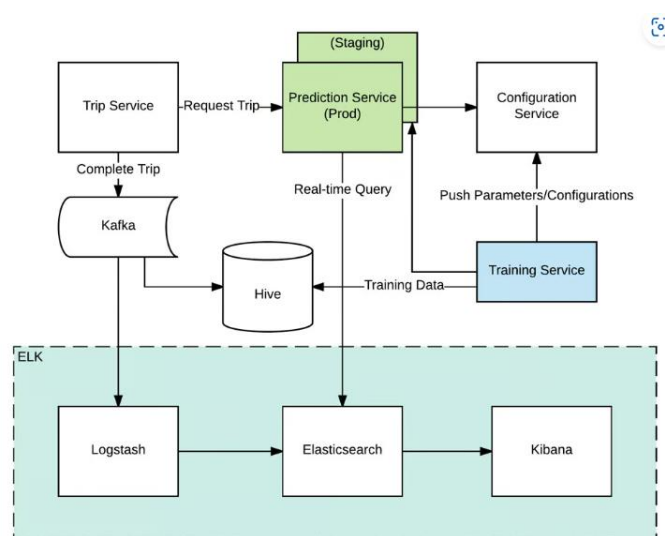 (Staging)
Trip Service
Request Trip
Prediction Service
(Prod)
Configuration
Service
Complete Trip
Real-time Query
Push Parameters/Configurations
Kafka
Training Service
Hive
Training Data
ELK
Logstash
Elasticsearch
Kibana